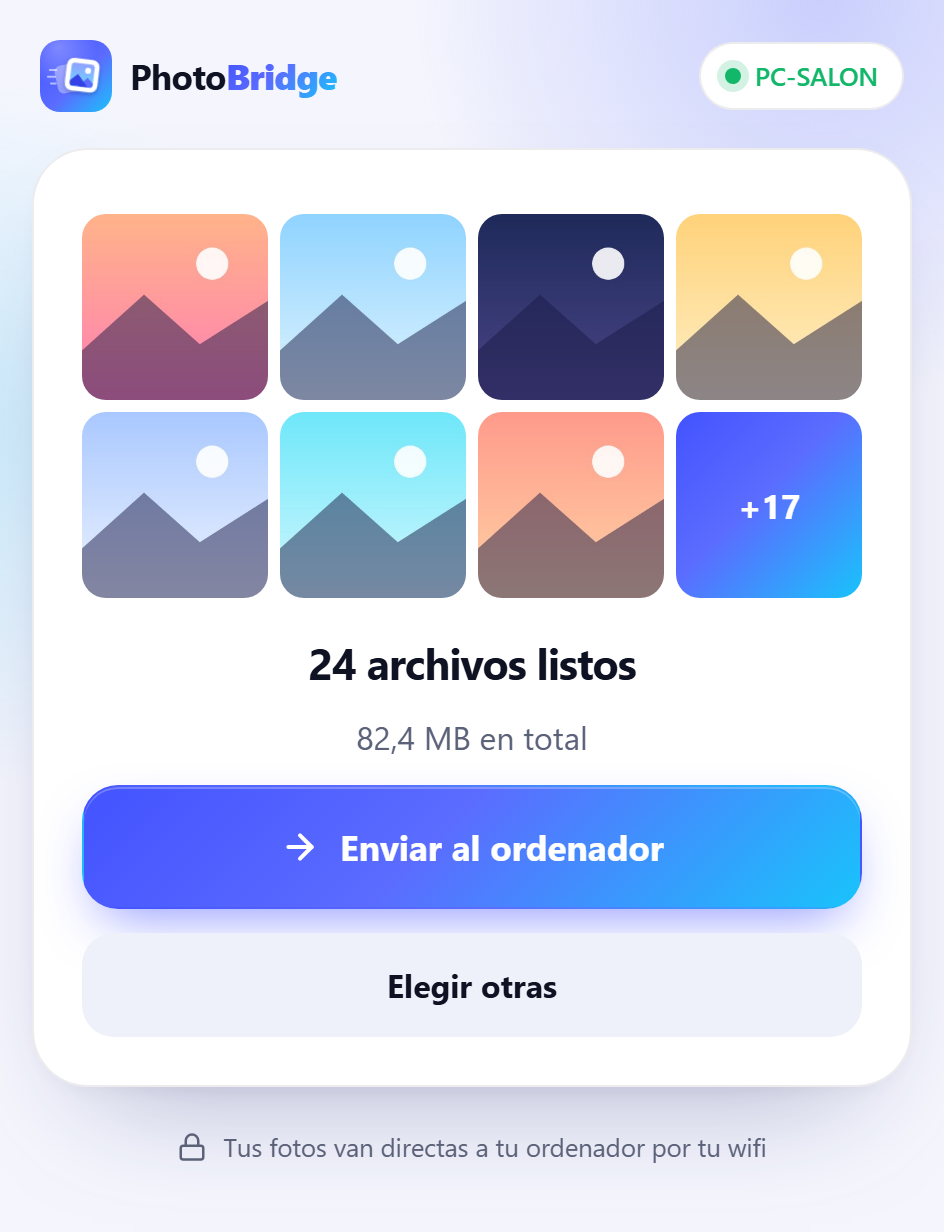 PhotoBridge
PC-SALON
+17
24 archivos listos
82,4 MB en total
Enviar al ordenador
Elegir otras
Tus fotos van directas a tu ordenador por tu wifi